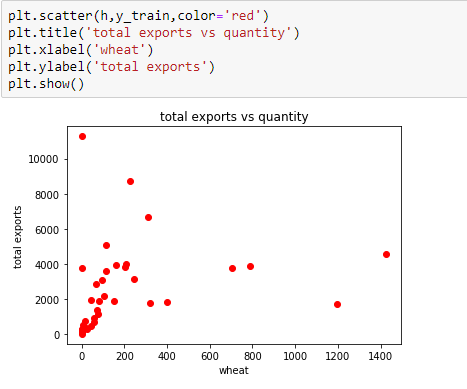 plt.scatter(h,y_train,color='red')
plt.title('total exports vs quantity')
plt.xlabel('wheat')
plt.ylabel('total exports')
plt.show()
total exports vs quantity
10000
8000
6000
4000
2000
0
total exports
0 200 400 600 800 1000 1200 1400
wheat